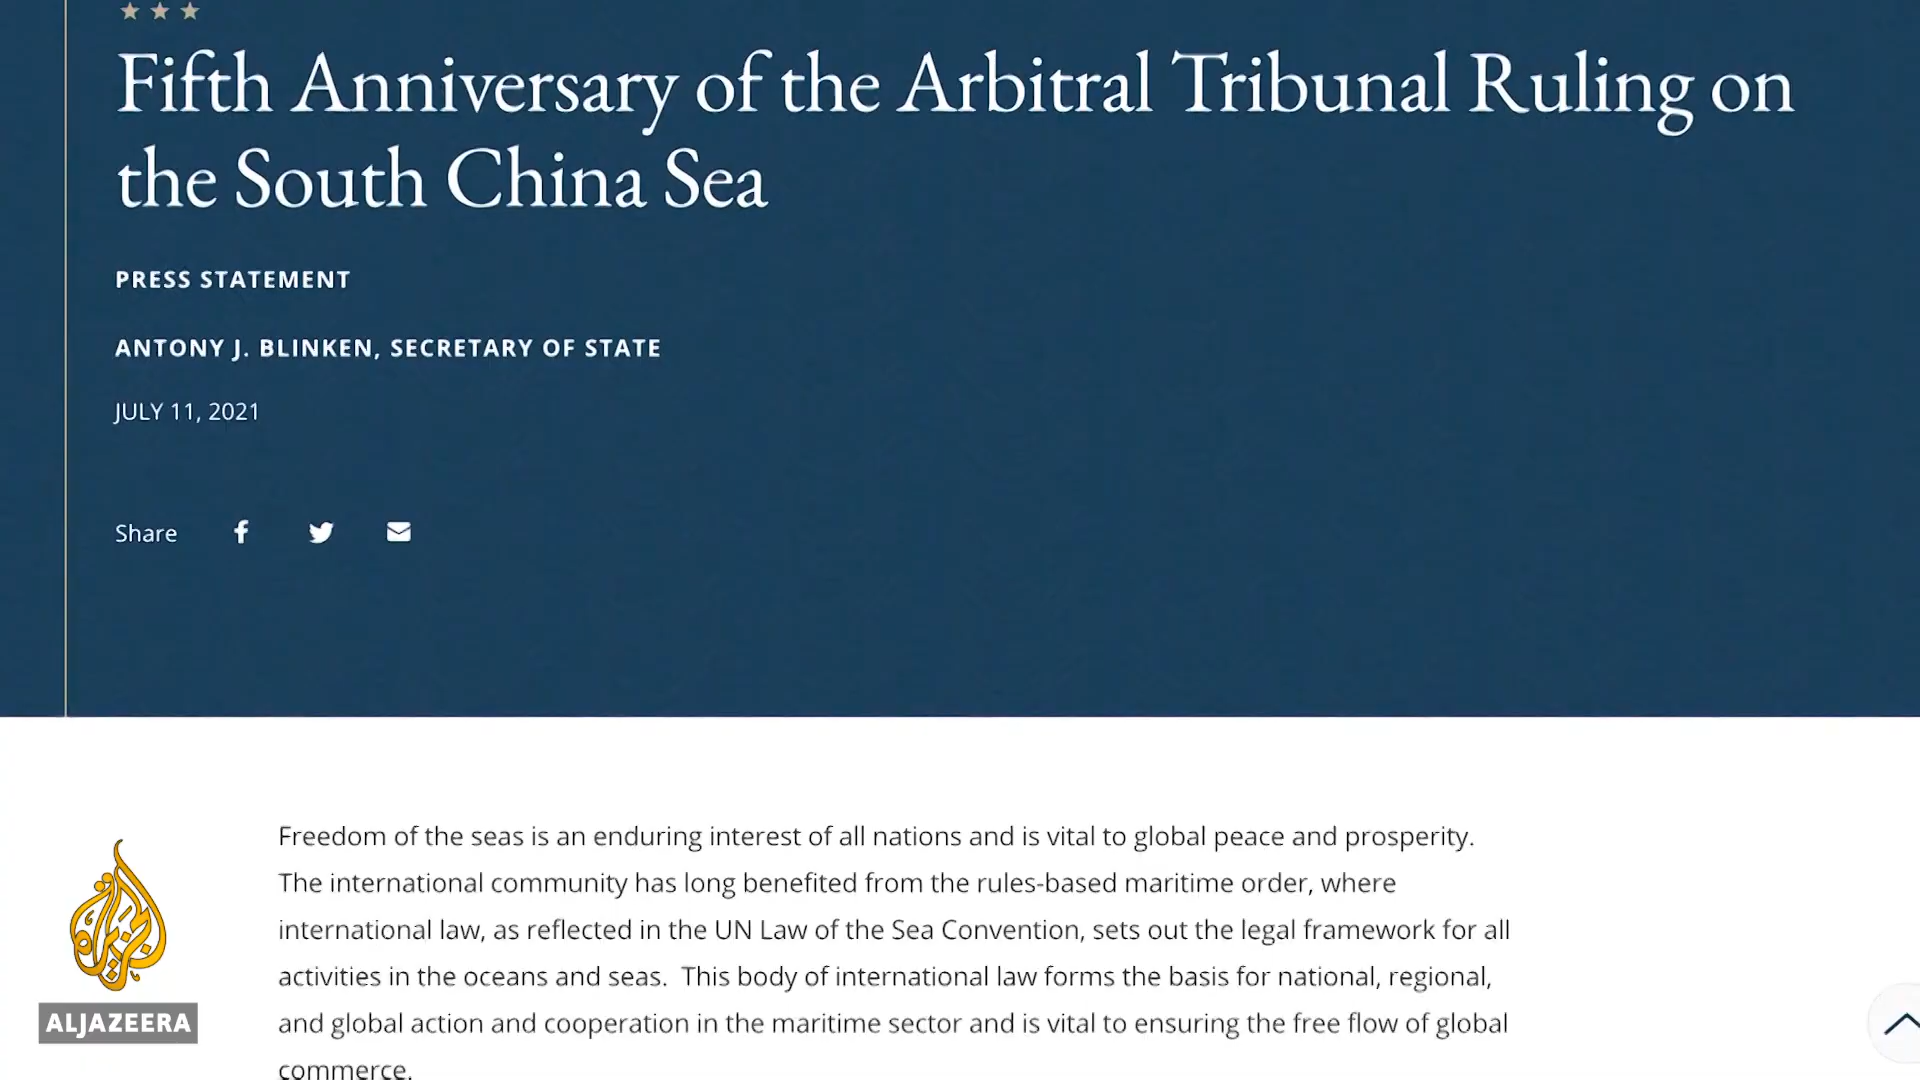 Fifth Anniversary of the Arbitral Tribunal Ruling on
the South China Sea
PRESS STATEMENT
ANTONY J. BLINKEN, SECRETARY OF STATE
JULY 11, 2021
Share
Freedom of the seas is an enduring interest of all nations and is vital to global peace and prosperity.
The international community has long benefited from the rules-based maritime order, where
international law, as reflected in the UN Law of the Sea Convention, sets out the legal framework for all
activities in the oceans and seas.  This body of international law forms the basis for national, regional,
and global action and cooperation in the maritime sector and is vital to ensuring the free flow of global
commerce.
الجزيرة
ALJAZEERA